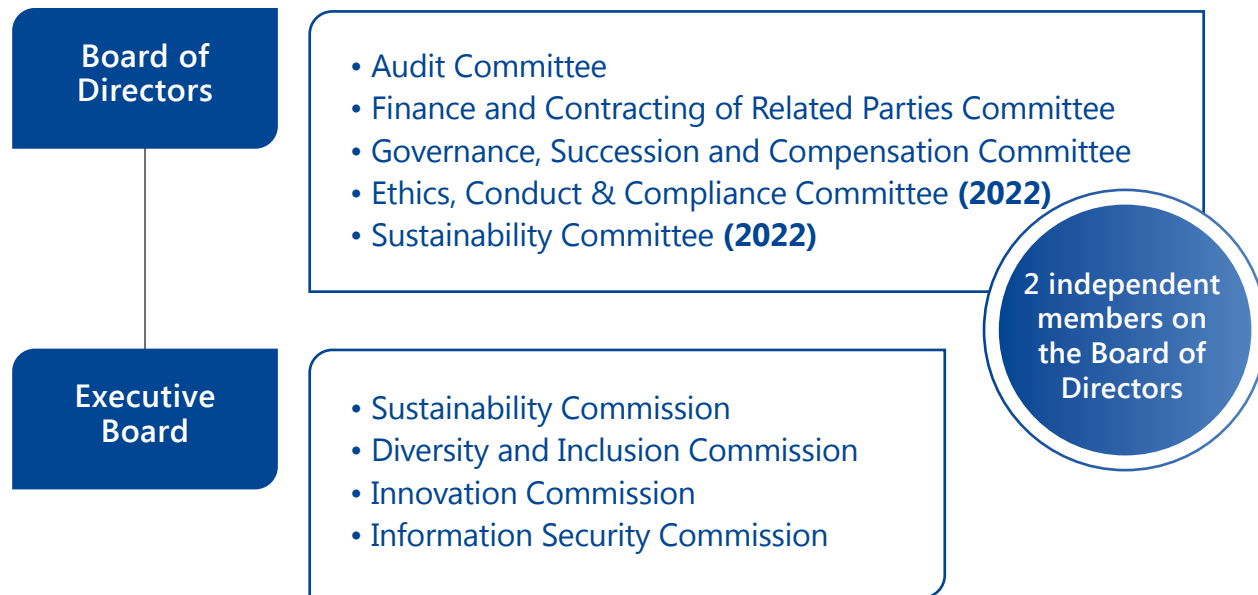 Board of
Directors
• Audit Committee
• Finance and Contracting of Related Parties Committee
• Governance, Succession and Compensation Committee
• Ethics, Conduct & Compliance Committee (2022)
• Sustainability Committee (2022)
2 independent
members on
the Board of
Directors
Executive
Board
• Sustainability Commission
• Diversity and Inclusion Commission
• Innovation Commission
• Information Security Commission